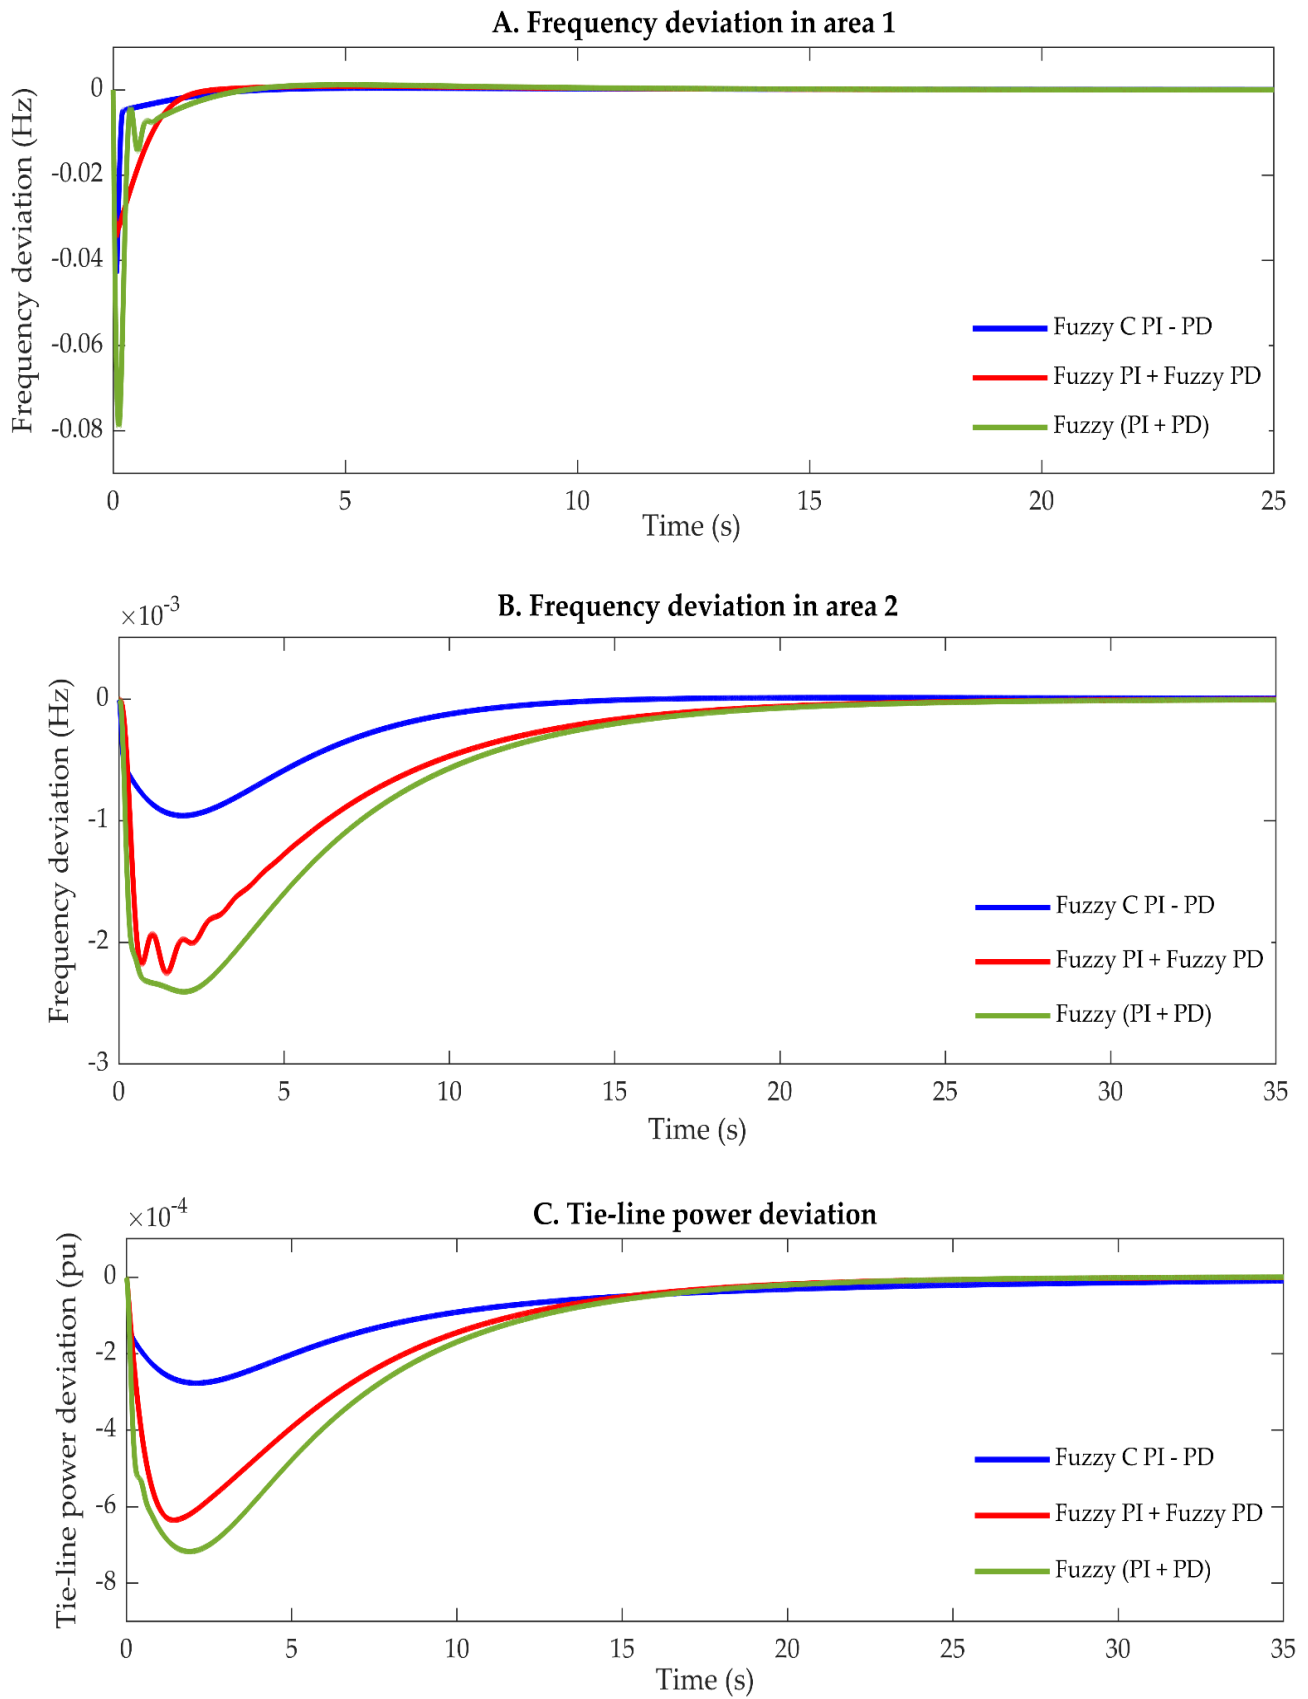 A. Frequency deviation in area 1
Frequency deviation (Hz)
0
-0.02
-0.04
-0.06
-0.08
Fuzzy C PI - PD
Fuzzy PI + Fuzzy PD
Fuzzy (PI + PD)
0 5 10 15 20 25
Time (s)
×10-3
B. Frequency deviation in area 2
Frequency deviation (Hz)
0
-1
-2
-3
Fuzzy C PI - PD
Fuzzy PI + Fuzzy PD
Fuzzy (PI + PD)
0 5 10 15 20 25 30 35
Time (s)
×10-4
C. Tie-line power deviation
Tie-line power deviation (pu)
0
-2
-4
-6
-8
Fuzzy C PI - PD
Fuzzy PI + Fuzzy PD
Fuzzy (PI + PD)
0 5 10 15 20 25 30 35
Time (s)